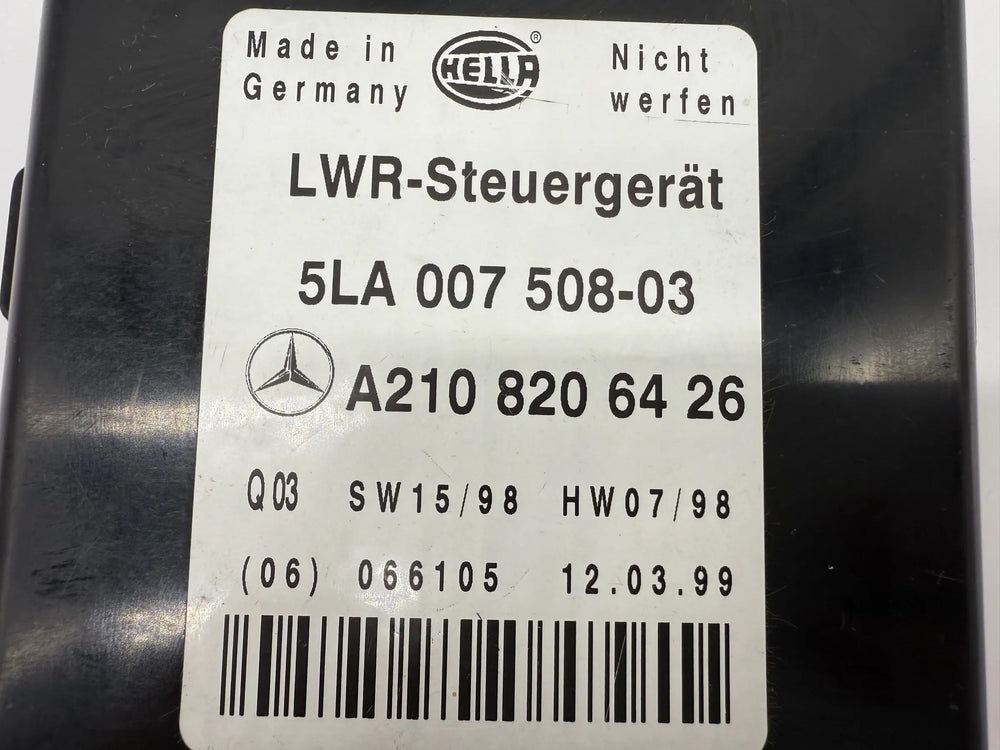 Made in
Germany
HELLA
®
Nicht
werfen
LWR-Steuergerät
5LA 007 508-03
A210 820 64 26
Q03 SW15/98 HW07/98
(06) 066105 12.03.99